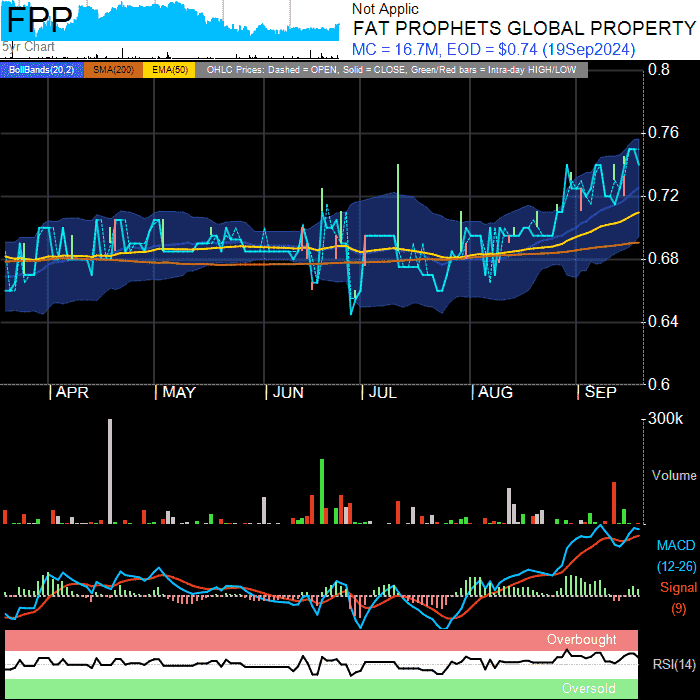 FPP
5yr Chart
Not Applic
FAT PROPHETS GLOBAL PROPERTY
MC = 16.7M, EOD = $0.74 (19Sep2024)
BollBands(20,2) SMA(200) EMA(50) OHLC Prices: Dashed = OPEN, Solid = CLOSE, Green/Red bars = Intra-day HIGH/LOW
0.8
0.76
0.72
0.68
0.64
0.6
APR MAY JUN JUL AUG SEP
300k
Volume
MACD
(12-26)
Signal
(9)
Overbought
RSI(14)
Oversold